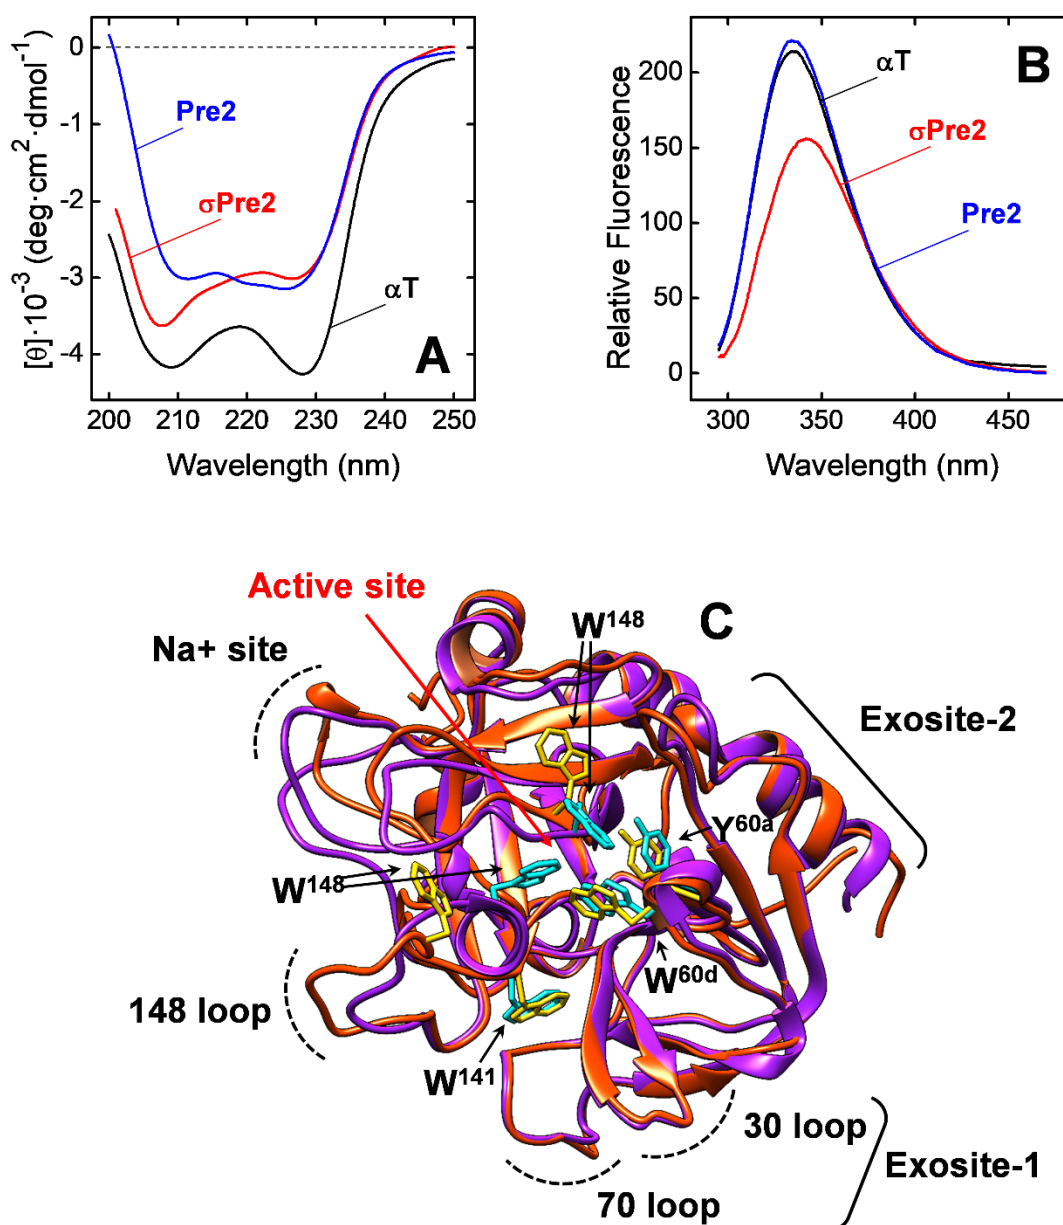 0
-1
-2
-3
-4
[θ]·10⁻³ (deg·cm²·dmol⁻¹)
Pre2
σPre2
αT
A
200 210 220 230 240 250
Wavelength (nm)
200
150
100
50
0
Relative Fluorescence
B
αT
σPre2
Pre2
300 350 400 450
Wavelength (nm)
C
Active site
W¹⁴⁸
Na+ site
Exosite-2
Y⁶⁰ᵃ
W¹⁴⁸
W⁶⁰ᵈ
148 loop
W¹⁴¹
30 loop
Exosite-1
70 loop